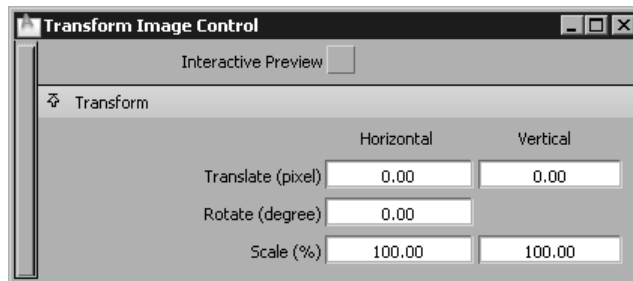 Transform Image Control
Interactive Preview
Transform
Horizontal Vertical
Translate (pixel) 0.00 0.00
Rotate (degree) 0.00
Scale (%) 100.00 100.00